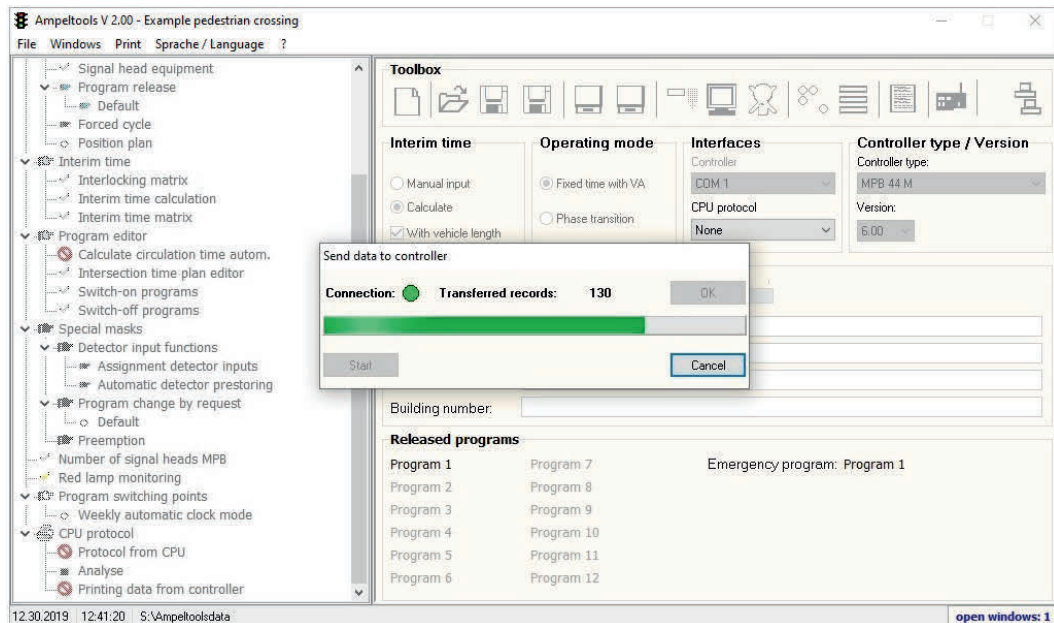 Ampeltools V 2.00 - Example pedestrian crossing
File Windows Print Sprache / Language ?
Signal head equipment
Program release
Default
Forced cycle
Position plan
Interim time
Interlocking matrix
Interim time calculation
Interim time matrix
Program editor
Calculate circulation time autom.
Intersection time plan editor
Switch-on programs
Switch-off programs
Special masks
Detector input functions
Assignment detector inputs
Automatic detector prestoring
Program change by request
Default
Preemption
Number of signal heads MPB
Red lamp monitoring
Program switching points
Weekly automatic clock mode
CPU protocol
Protocol from CPU
Analyse
Printing data from controller
Toolbox
Interim time
Manual input
Calculate
With vehicle length
Operating mode
Fixed time with VA
Phase transition
Interfaces
Controller
COM 1
CPU protocol
None
Controller type / Version
Controller type:
MPB 44 M
Version:
6.00
Send data to controller
Connection: Transferred records: 130 OK
Start Cancel
Building number:
Released programs
Program 1 Program 7 Emergency program: Program 1
Program 2 Program 8
Program 3 Program 9
Program 4 Program 10
Program 5 Program 11
Program 6 Program 12
12.30.2019 12:41:20 S:\Ampeltoolsdata open windows: 1